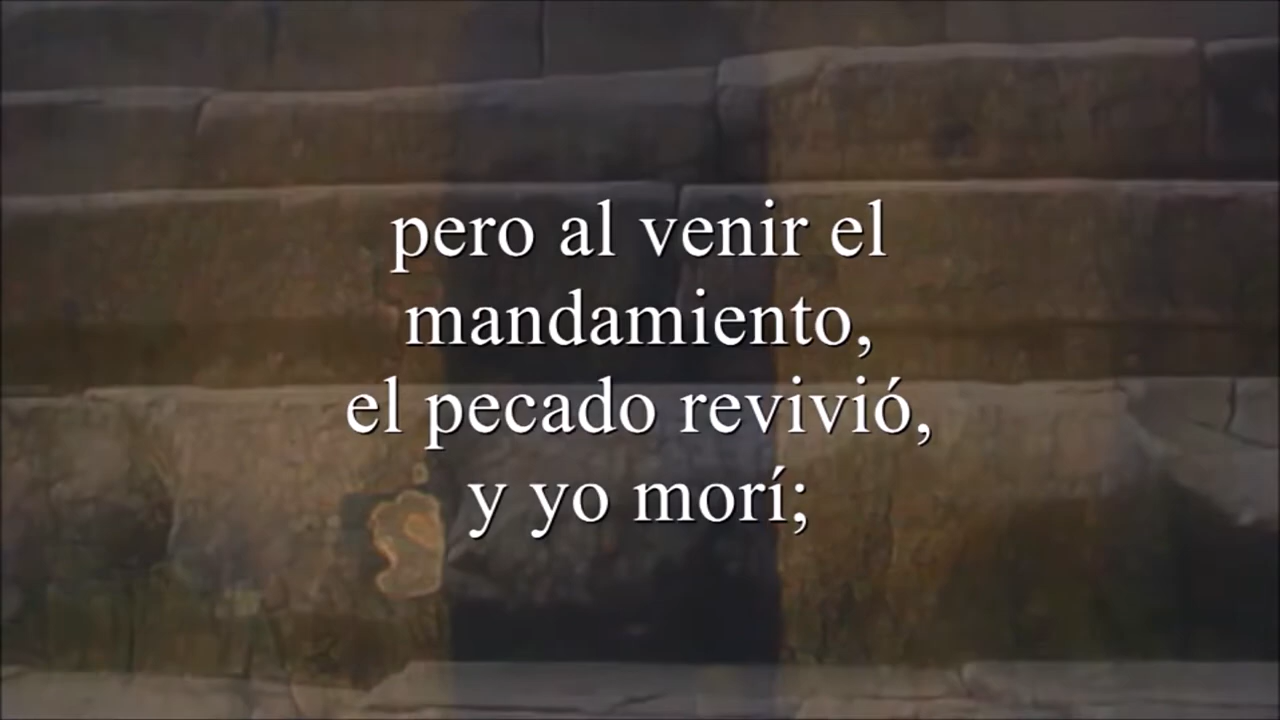 pero al venir el
mandamiento,
el pecado revivió,
y yo morí;